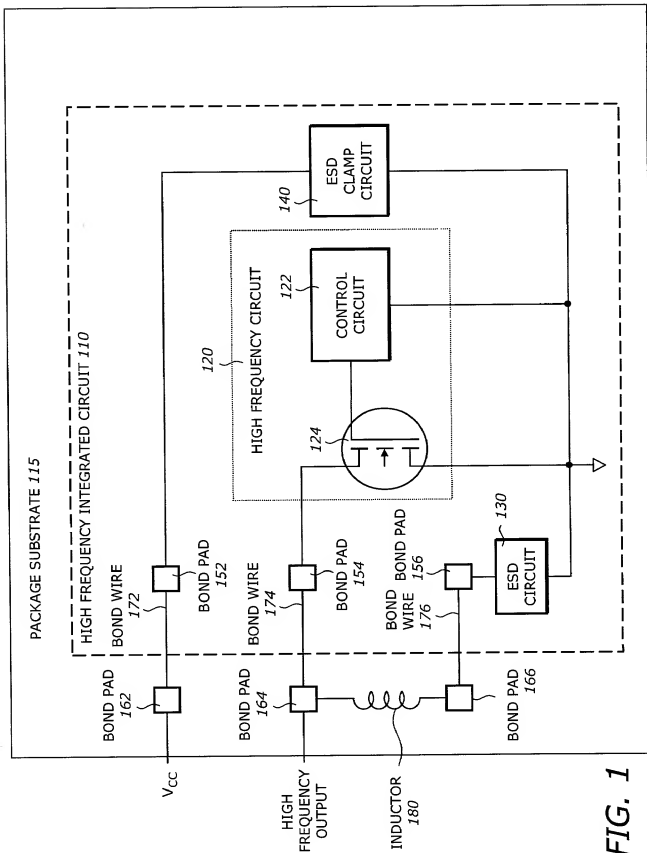 PACKAGE SUBSTRATE 115
HIGH FREQUENCY INTEGRATED CIRCUIT 110
BOND WIRE
172
BOND PAD
162
BOND PAD
152
VCC
140
ESD
CLAMP
CIRCUIT
120
HIGH FREQUENCY CIRCUIT
122
CONTROL
CIRCUIT
124
BOND WIRE
174
BOND PAD
164
BOND PAD
154
HIGH
FREQUENCY
OUTPUT
BOND
WIRE
176
BOND PAD
156
130
ESD
CIRCUIT
BOND PAD
166
INDUCTOR
180
FIG. 1